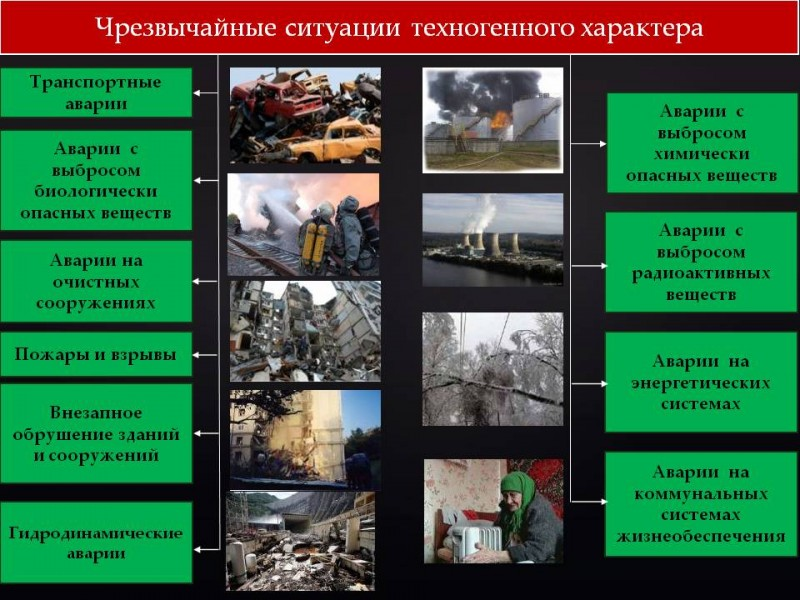 Чрезвычайные ситуации техногенного характера
Транспортные
аварии
Аварии с
выбросом
биологически
опасных веществ
Аварии на
очистных
сооружениях
Пожары и взрывы
Внезапное
обрушение зданий
и сооружений
Гидродинамические
аварии
Аварии с
выбросом
химически
опасных веществ
Аварии с
выбросом
радиоактивных
веществ
Аварии на
энергетических
системах
Аварии на
коммунальных
системах
жизнеобеспечения